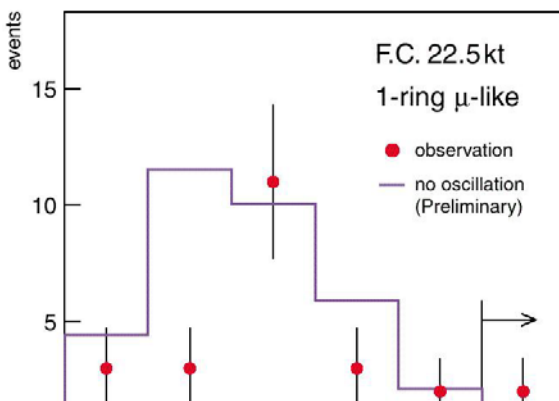 events
15
10
5
F.C. 22.5kt
1-ring μ-like
observation
no oscillation
(Preliminary)